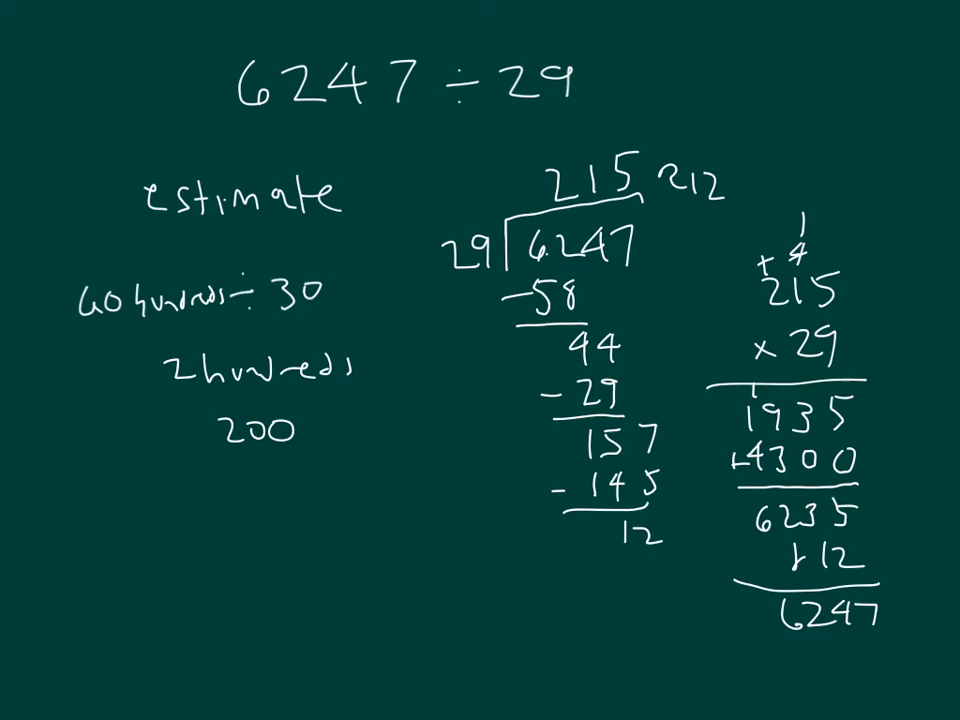 6247 ÷ 29
estimate
60 hundreds ÷ 30
2 hundreds
200
215 R12
29 6247
-58
44
-29
157
-145
12
1
+ 4
215
x 29
1
1935
+4300
6235
+12
6247